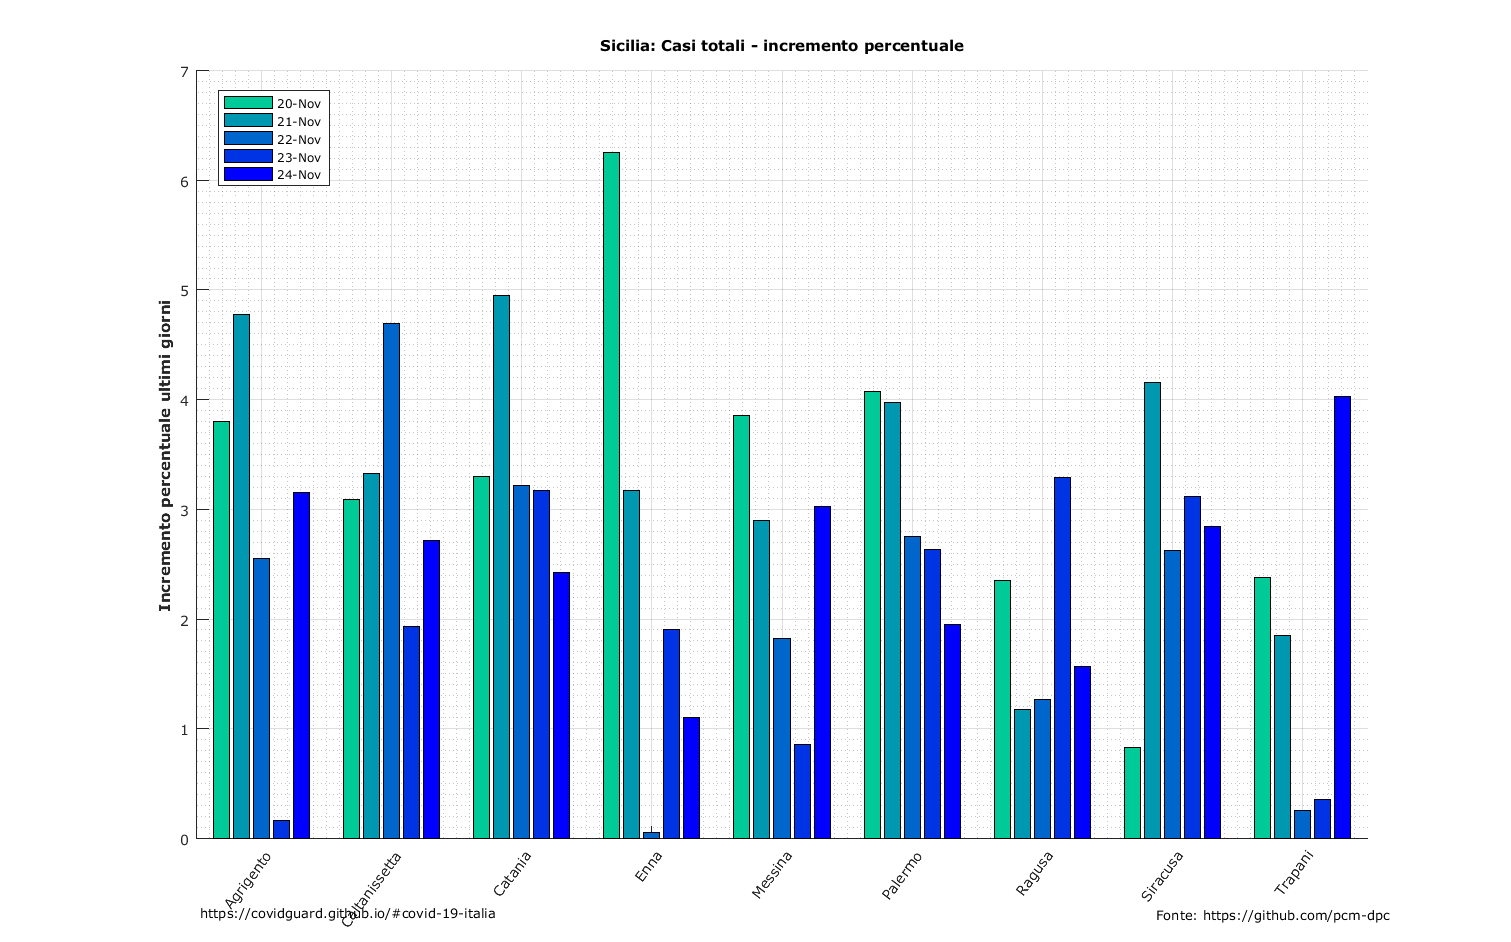 Sicilia: Casi totali - incremento percentuale
Incremento percentuale ultimi giorni
7
6
5
4
3
2
1
0
20-Nov
21-Nov
22-Nov
23-Nov
24-Nov
Agrigento
Caltanissetta
Catania
Enna
Messina
Palermo
Ragusa
Siracusa
Trapani
https://covidguard.github.io/#covid-19-italia
Fonte: https://github.com/pcm-dpc